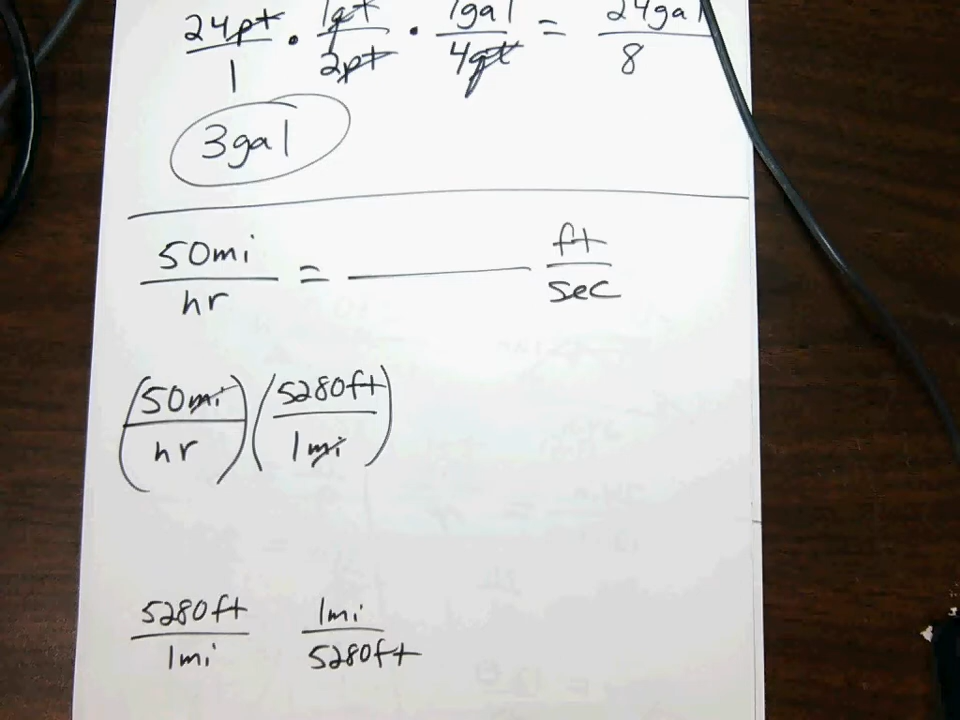 24pt/1 • 1qt/2pt • 1gal/4qt = 24gal/8
3gal
50mi/hr = ______ ft/sec
(50mi/hr)(5280ft/1mi)
5280ft/1mi 1mi/5280ft